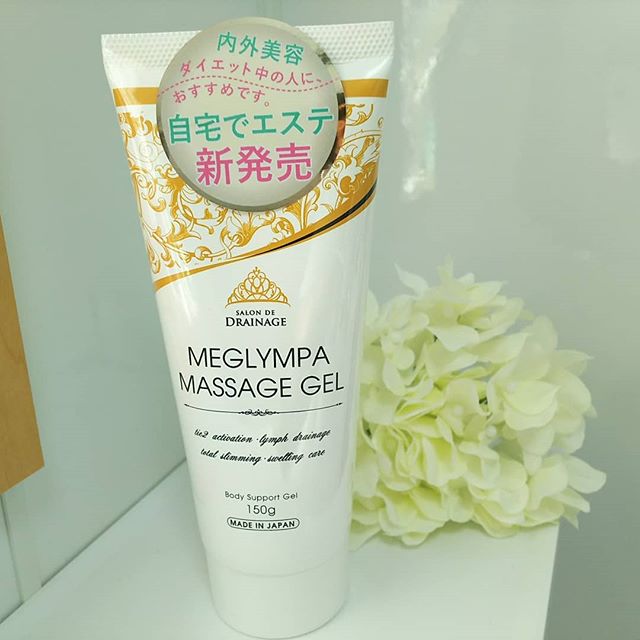 内外美容
ダイエット中の人に、
おすすめです。
自宅でエステ
新発売
SALON DE
DRAINAGE
MEGLYMPA
MASSAGE GEL
tie2 activation・lymph drainage
total slimming・swelling care
Body Support Gel
150g
MADE IN JAPAN